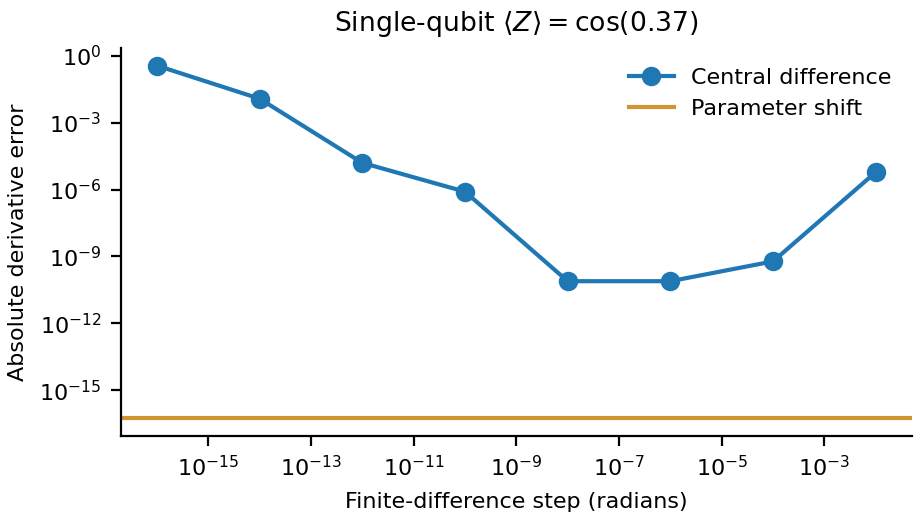 Single-qubit ⟨Z⟩ = cos(0.37)
Central difference
Parameter shift
Absolute derivative error
10⁰
10⁻³
10⁻⁶
10⁻⁹
10⁻¹²
10⁻¹⁵
10⁻¹⁵ 10⁻¹³ 10⁻¹¹ 10⁻⁹ 10⁻⁷ 10⁻⁵ 10⁻³
Finite-difference step (radians)